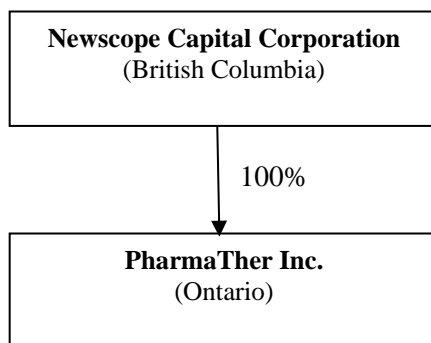 Newscope Capital Corporation
(British Columbia)
100%
PharmaTher Inc.
(Ontario)